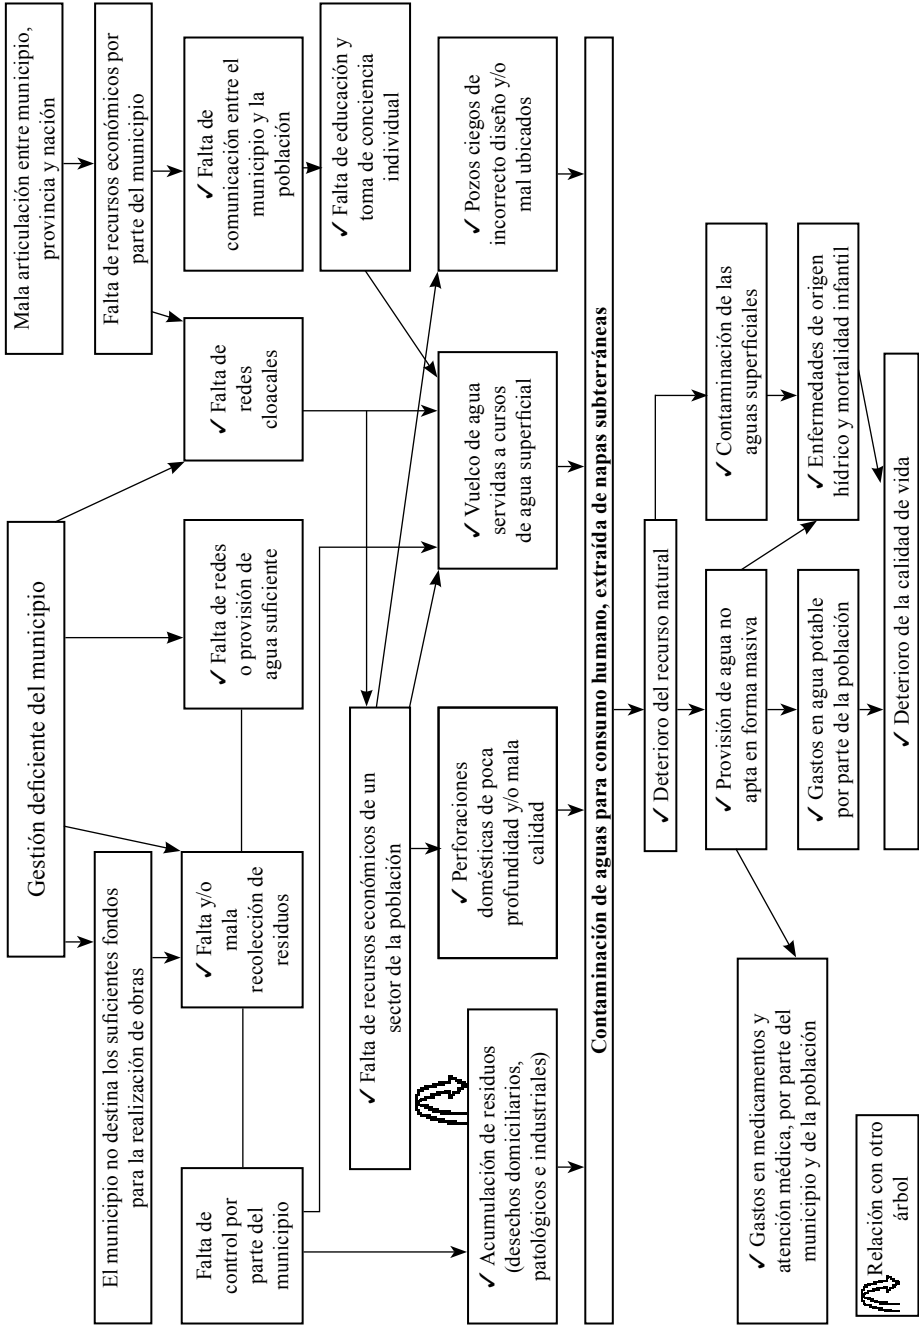 Gestión deficiente del municipio
Mala articulación entre municipio,
provincia y nación
El municipio no destina los suficientes fondos
para la realización de obras
Falta de recursos económicos por
parte del municipio
Falta de
control por
parte del
municipio
✓ Falta y/o
mala
recolección de
residuos
✓ Falta de redes
o provisión de
agua suficiente
✓ Falta de
redes
cloacales
✓ Falta de
comunicación entre el
municipio y la
población
✓ Falta de educación y
toma de conciencia
individual
✓ Falta de recursos económicos de un
sector de la población
✓ Acumulación de residuos
(desechos domiciliarios,
patológicos e industriales)
✓ Perforaciones
domésticas de poca
profundidad y/o mala
calidad
✓ Vuelco de agua
servidas a cursos
de agua superficial
✓ Pozos ciegos de
incorrecto diseño y/o
mal ubicados
Contaminación de aguas para consumo humano, extraída de napas subterráneas
✓ Deterioro del recurso natural
✓ Provisión de agua no
apta en forma masiva
✓ Contaminación de las
aguas superficiales
✓ Gastos en medicamentos y
atención médica, por parte del
municipio y de la población
✓ Gastos en agua potable
por parte de la población
✓ Enfermedades de origen
hídrico y mortalidad infantil
✓ Deterioro de la calidad de vida
Relación con otro
árbol